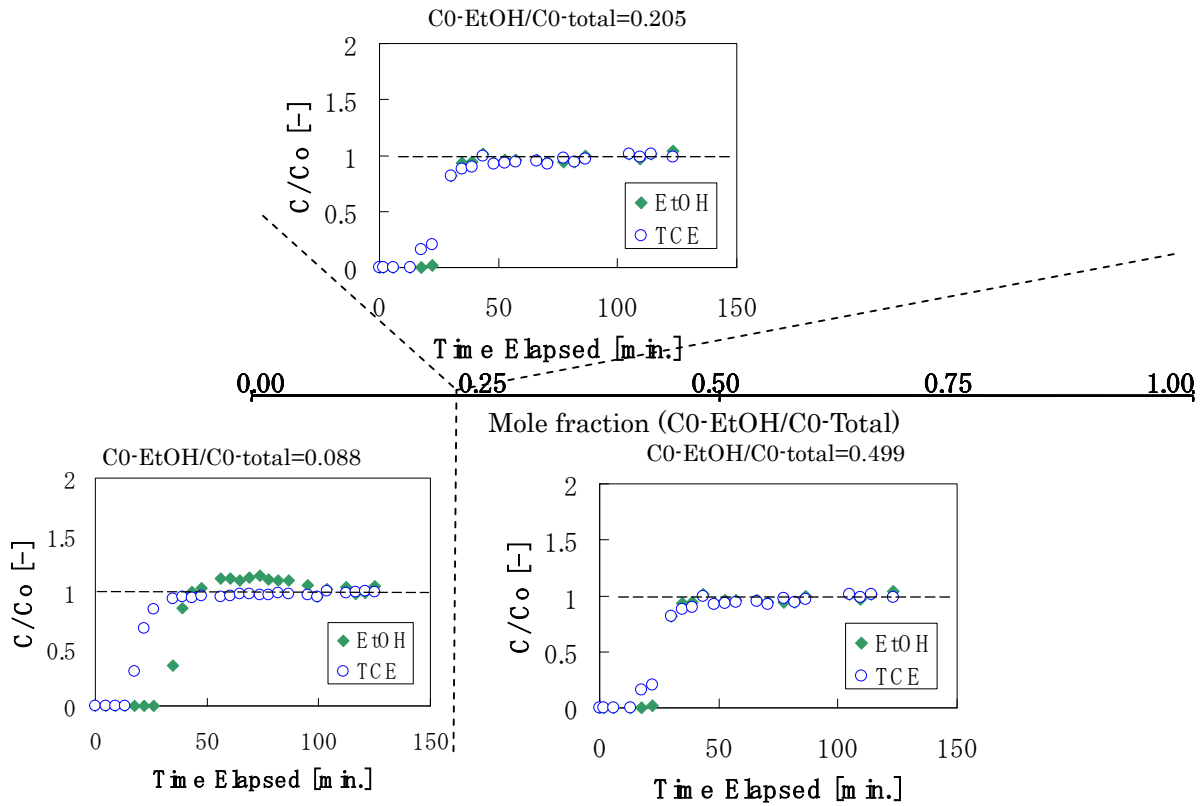 C0-EtOH/C0-total=0.205
2
1.5
1
0.5
0
C/Co [-]
EtOH
TCE
0 50 100 150
Time Elapsed [min.]
0.00 0.25 0.50 0.75 1.00
Mole fraction (C0-EtOH/C0-Total)
C0-EtOH/C0-total=0.088
2
1.5
1
0.5
0
C/Co [-]
EtOH
TCE
0 50 100 150
Time Elapsed [min.]
C0-EtOH/C0-total=0.499
2
1.5
1
0.5
0
C/Co [-]
EtOH
TCE
0 50 100 150
Time Elapsed [min.]